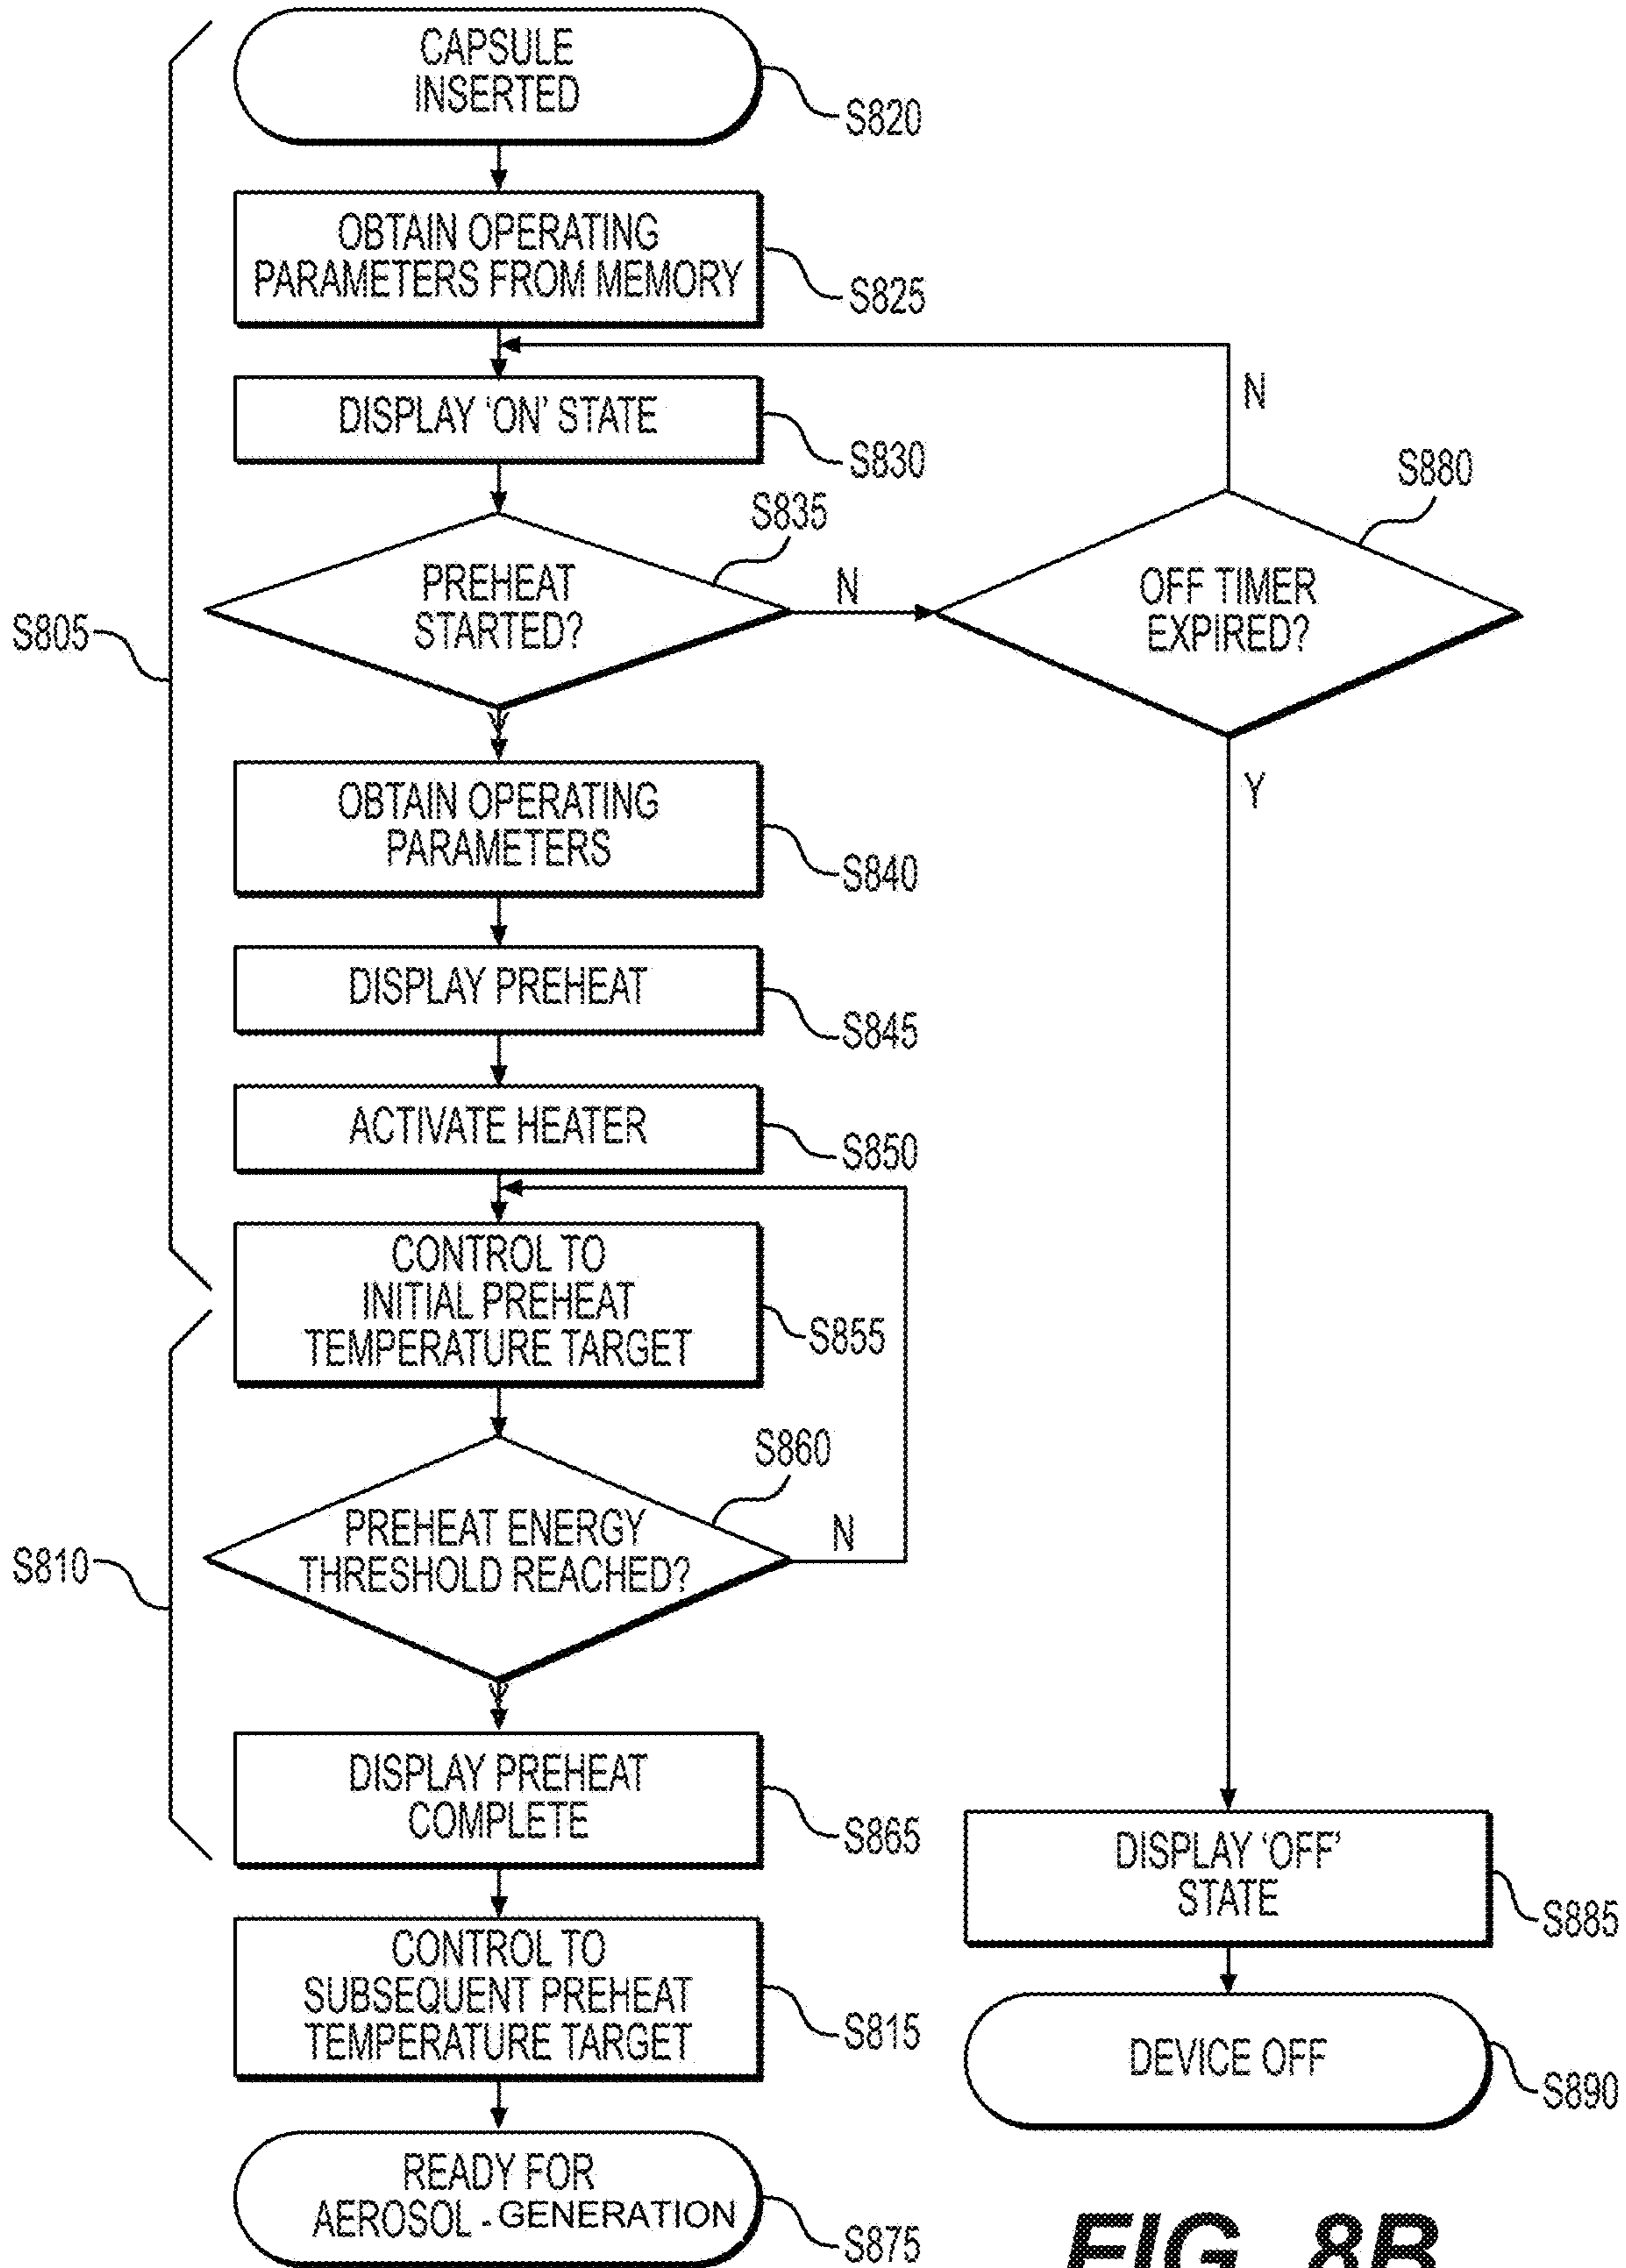 CAPSULE
INSERTED
S820
OBTAIN OPERATING
PARAMETERS FROM MEMORY
S825
DISPLAY ‘ON’ STATE
S830
N
S880
S835
PREHEAT
STARTED?
N
OFF TIMER
EXPIRED?
S805
Y
Y
OBTAIN OPERATING
PARAMETERS
S840
DISPLAY PREHEAT
S845
ACTIVATE HEATER
S850
CONTROL TO
INITIAL PREHEAT
TEMPERATURE TARGET
S855
S860
PREHEAT ENERGY
THRESHOLD REACHED?
N
S810
Y
DISPLAY PREHEAT
COMPLETE
S865
DISPLAY ‘OFF’
STATE
S885
CONTROL TO
SUBSEQUENT PREHEAT
TEMPERATURE TARGET
S815
DEVICE OFF
S890
READY FOR
AEROSOL - GENERATION
S875
FIG. 8B